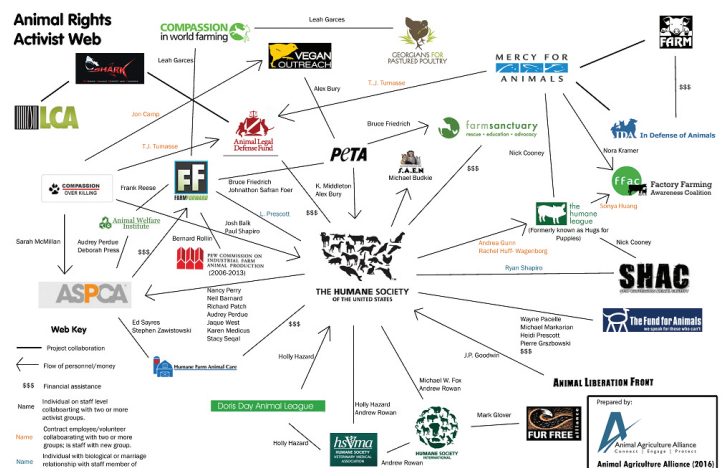 Animal Rights
Activist Web
COMPASSION
in world farming
Leah Garces
GEORGIANS FOR
PASTURED POULTRY
VEGAN
OUTREACH
MERCY FOR
ANIMALS
FARM
SHARK
Leah Garces
Alex Bury
T.J. Tumasse
$$$
LCA
Jon Camp
Animal Legal
Defense Fund
Bruce Friedrich
farmsanctuary
rescue • education • advocacy
IDA In Defense of Animals
T.J. Tumasse
PETA
Nora Kramer
Nick Cooney
S.A.E.N
Michael Budkie
$$$
ffac
Factory Farming
Awareness Coalition
COMPASSION
OVER KILLING
Frank Reese
FF
FARMFORWARD
Bruce Friedrich
Johnathon Safran Foer
K. Middleton
Alex Bury
Sonya Huang
the
humane
league
(Formerly known as Hugs for
Puppies)
Animal Welfare
Institute
L. Prescott
$$$
Josh Balk
Paul Shapiro
Sarah McMillan
Audrey Perdue
Deborah Press
$$$
Bernard Rollin
PEW COMMISSION ON
INDUSTRIAL FARM
ANIMAL PRODUCTION
(2006-2013)
Andrea Gunn
Rachel Huff- Wagenborg
Nick Cooney
Ryan Shapiro
SHAC
ASPCA
THE HUMANE SOCIETY
OF THE UNITED STATES
Nancy Perry
Neil Barnard
Richard Patch
Audrey Perdue
Jaque West
Karen Medicus
Stacy Segal
Wayne Pacelle
Michael Markarian
Heidi Prescott
Pierre Grazbowski
$$$
The Fund for Animals
we speak for those who can't
Web Key
Project collaboration
Flow of personnel/money
$$$ Financial assistance
Name Individual on staff level
collaboarting with two or more
activist groups.
Name Contract employee/volunteer
collaboarating with two or more
groups; is staff with new group.
Name Individual with biological or marriage
relationship with staff member of
Ed Sayres
Stephen Zawistowski
$$$
Humane Farm Animal Care
Holly Hazard
J.P. Goodwin
ANIMAL LIBERATION FRONT
Doris Day Animal League
Holly Hazard
Andrew Rowan
Michael W. Fox
Andrew Rowan
Mark Glover
FUR FREE
alliance
Holly Hazard
hsvma
HUMANE SOCIETY
VETERINARY MEDICAL
ASSOCIATION
HUMANE SOCIETY
INTERNATIONAL
Andrew Rowan
Prepared by:
Animal Agriculture Alliance
Connect | Engage | Protect
Animal Agriculture Alliance (2016)